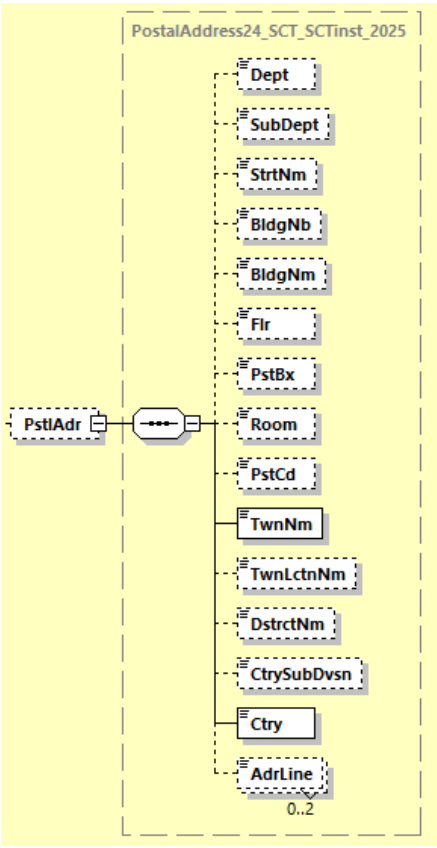 PostalAddress24_SCT_SCTinst_2025
Dept
SubDept
StrtNm
BldgNb
BldgNm
Flr
PstBx
PstlAdr
Room
PstCd
TwnNm
TwnLctnNm
DstrctNm
CtrySubDvsn
Ctry
AdrLine
0..2